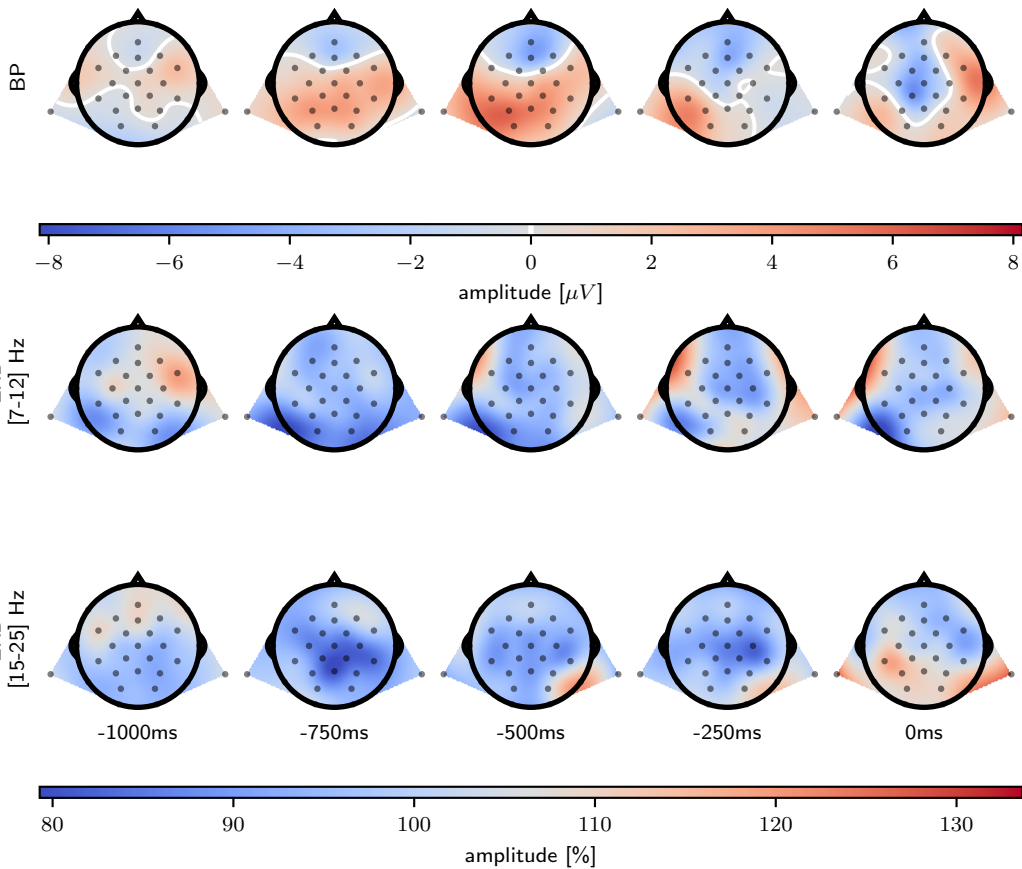 BP
−8 −6 −4 −2 0 2 4 6 8
amplitude [μV]
[7-12] Hz
[15-25] Hz
-1000ms -750ms -500ms -250ms 0ms
80 90 100 110 120 130
amplitude [%]